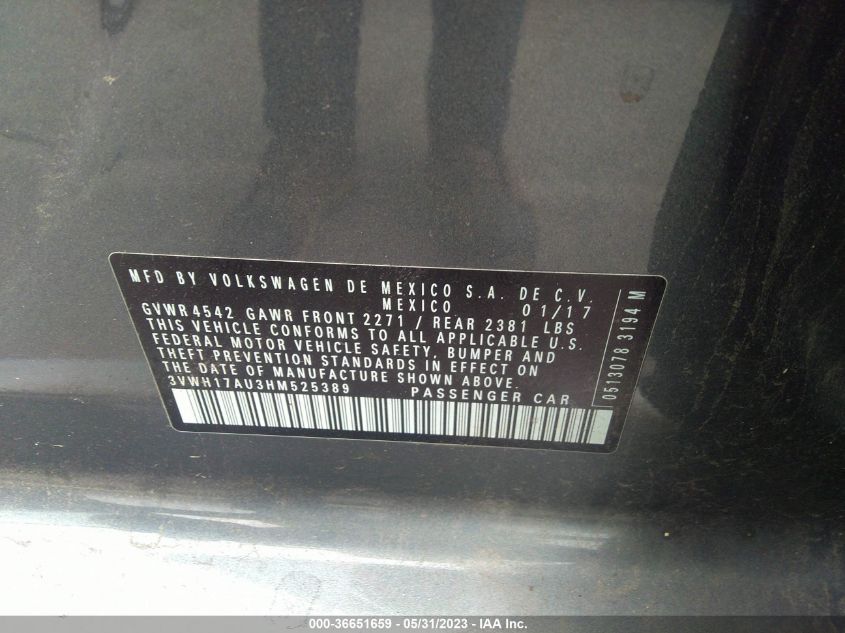 MFD BY VOLKSWAGEN DE MEXICO S.A. DE C.V.
MEXICO 01/17
GVWR 4542 GAWR FRONT 2271 / REAR 2381 LBS
THIS VEHICLE CONFORMS TO ALL APPLICABLE U.S.
FEDERAL MOTOR VEHICLE SAFETY, BUMPER AND
THEFT PREVENTION STANDARDS IN EFFECT ON
THE DATE OF MANUFACTURE SHOWN ABOVE.
3VWH17AU3HM525389 PASSENGER CAR
0513078 3194 M
000-36651659 - 05/31/2023 - IAA Inc.